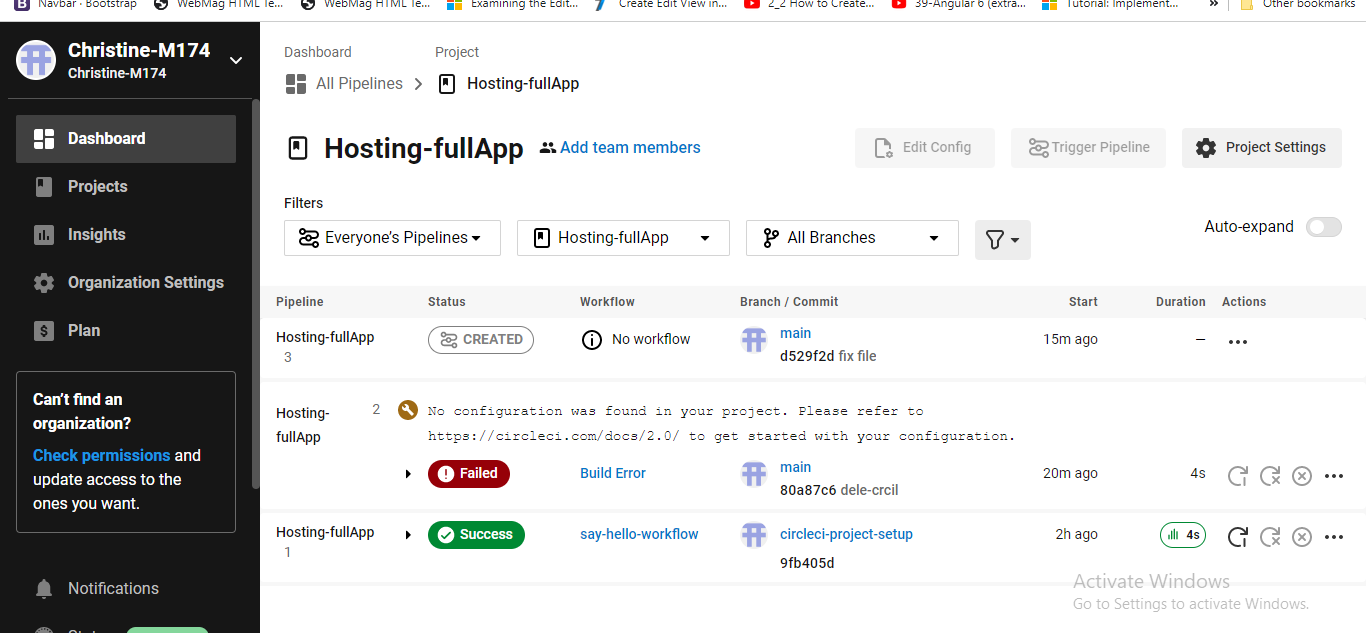 Navbar · Bootstrap
WebMag HTML Te...
WebMag HTML Te...
Examining the Edit...
Create Edit View in...
2_2 How to Create...
39-Angular 6 (extra...
Tutorial: Implement...
»
Other bookmarks
Christine-M174
Christine-M174
Dashboard
Projects
Insights
Organization Settings
Plan
Can't find an
organization?
Check permissions and
update access to the
ones you want.
Notifications
Dashboard
Project
All Pipelines
Hosting-fullApp
Hosting-fullApp
Add team members
Edit Config
Trigger Pipeline
Project Settings
Filters
Everyone's Pipelines
Hosting-fullApp
All Branches
Auto-expand
Pipeline Status Workflow Branch / Commit Start Duration Actions
Hosting-fullApp
3
CREATED
No workflow
main
d529f2d fix file
15m ago
—
Hosting-
fullApp
2
No configuration was found in your project. Please refer to
https://circleci.com/docs/2.0/ to get started with your configuration.
Failed
Build Error
main
80a87c6 dele-crcil
20m ago
4s
Hosting-fullApp
1
Success
say-hello-workflow
circleci-project-setup
9fb405d
2h ago
4s
Activate Windows
Go to Settings to activate Windows.